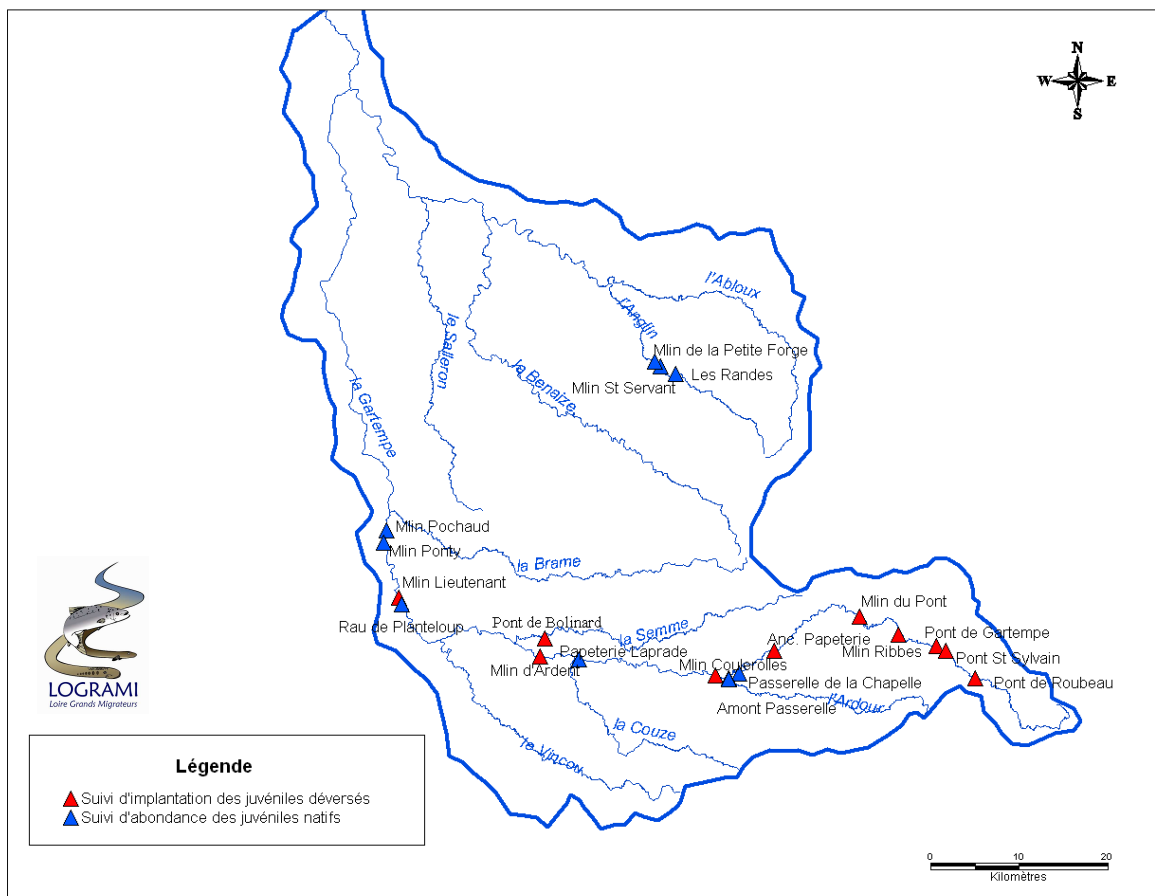 N
W E
S
l'Abloux
l'Anglin
le Salleron
la Benaize
la Gartempe
Mlin de la Petite Forge
Les Randes
Mlin St Servant
Mlin Pochaud
Mlin Ponty
la Brame
Mlin Lieutenant
Rau de Planteloup
Pont de Bolinard
la Semme
Mlin du Pont
Anc. Papeterie
Mlin Ribbes
Pont de Gartempe
Pont St Sylvain
Pont de Roubeau
Papeterie Laprade
Mlin d'Ardent
Mlin Coulerolles
Passerelle de la Chapelle
Amont Passerelle
l'Ardour
la Couze
le Vincou
LOGRAMI
Loire Grands Migrateurs
Légende
Suivi d'implantation des juvéniles déversés
Suivi d'abondance des juvéniles natifs
0 10 20
Kilomètres